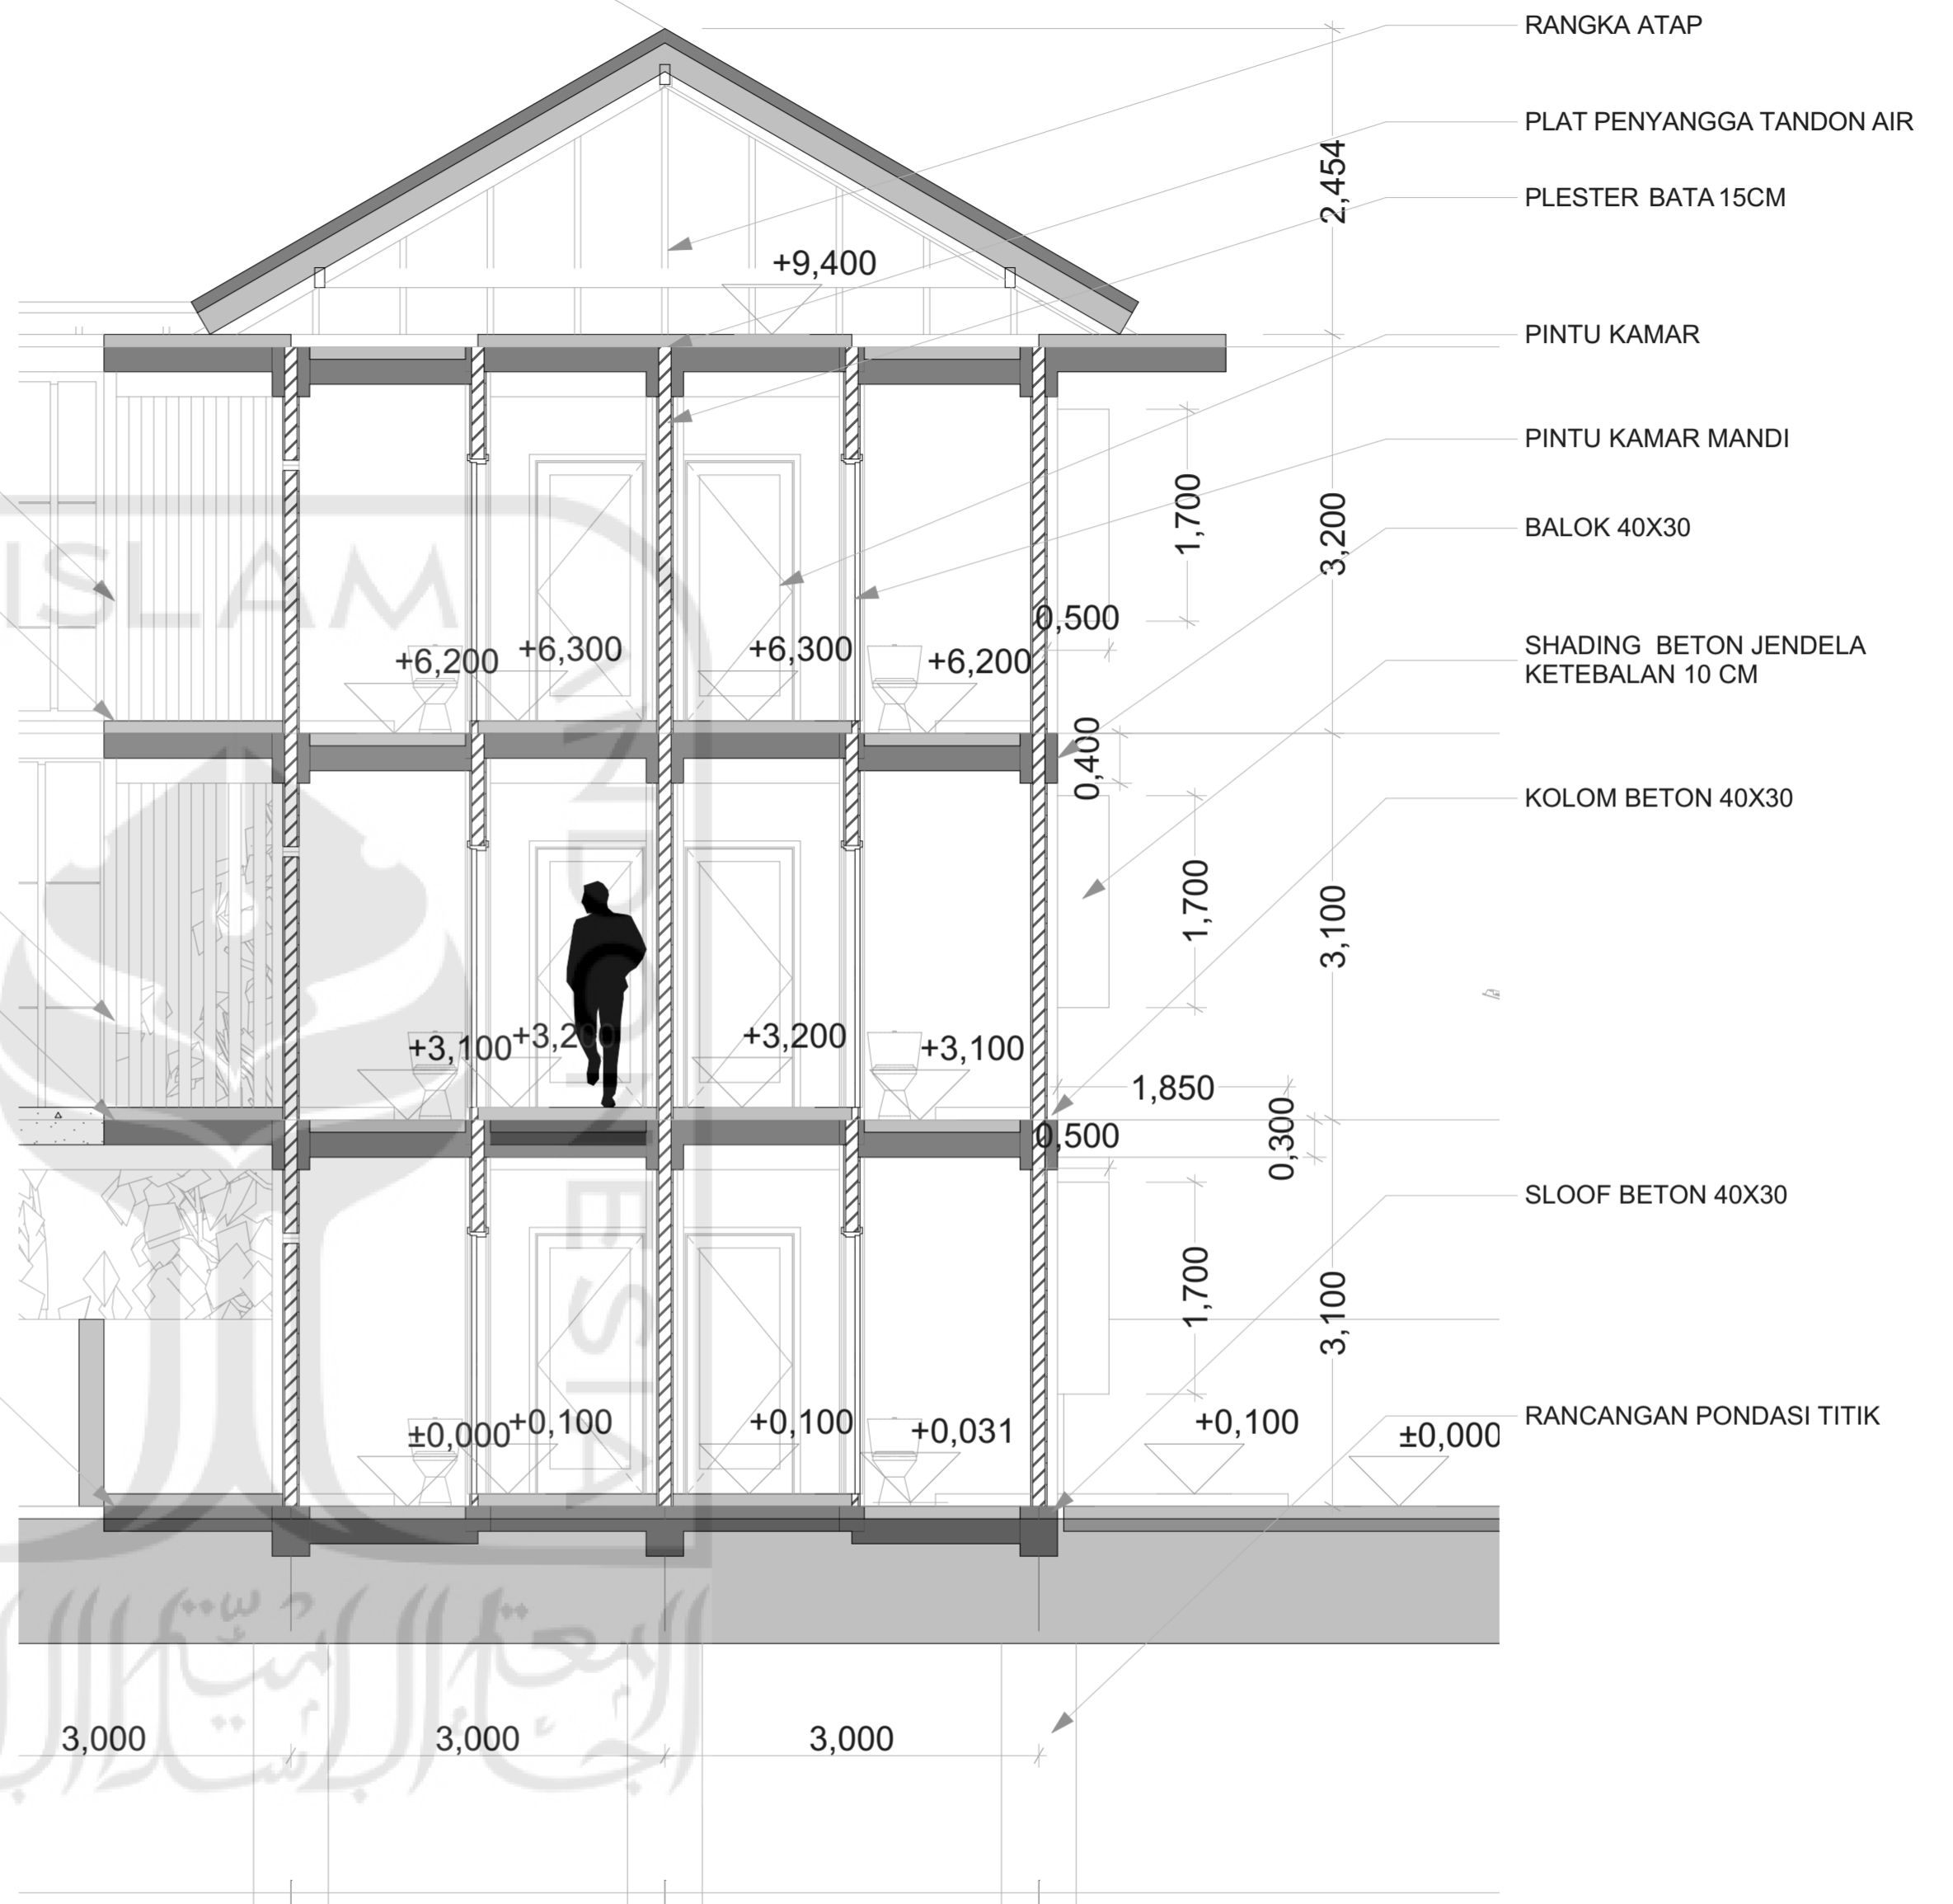 RANGKA ATAP
PLAT PENYANGGA TANDON AIR
2,454
PLESTER BATA 15CM
+9,400
PINTU KAMAR
PINTU KAMAR MANDI
1,700
3,200
BALOK 40X30
ISLAM
0,500
+6,200 +6,300 +6,300 +6,200
SHADING BETON JENDELA
KETEBALAN 10 CM
0,400
KOLOM BETON 40X30
1,700
3,100
INDONESIA
+3,100 +3,200 +3,200 +3,100
1,850
0,500
0,300
SLOOF BETON 40X30
1,700
3,100
±0,000 +0,100 +0,100 +0,031 +0,100 ±0,000
RANCANGAN PONDASI TITIK
3,000 3,000 3,000